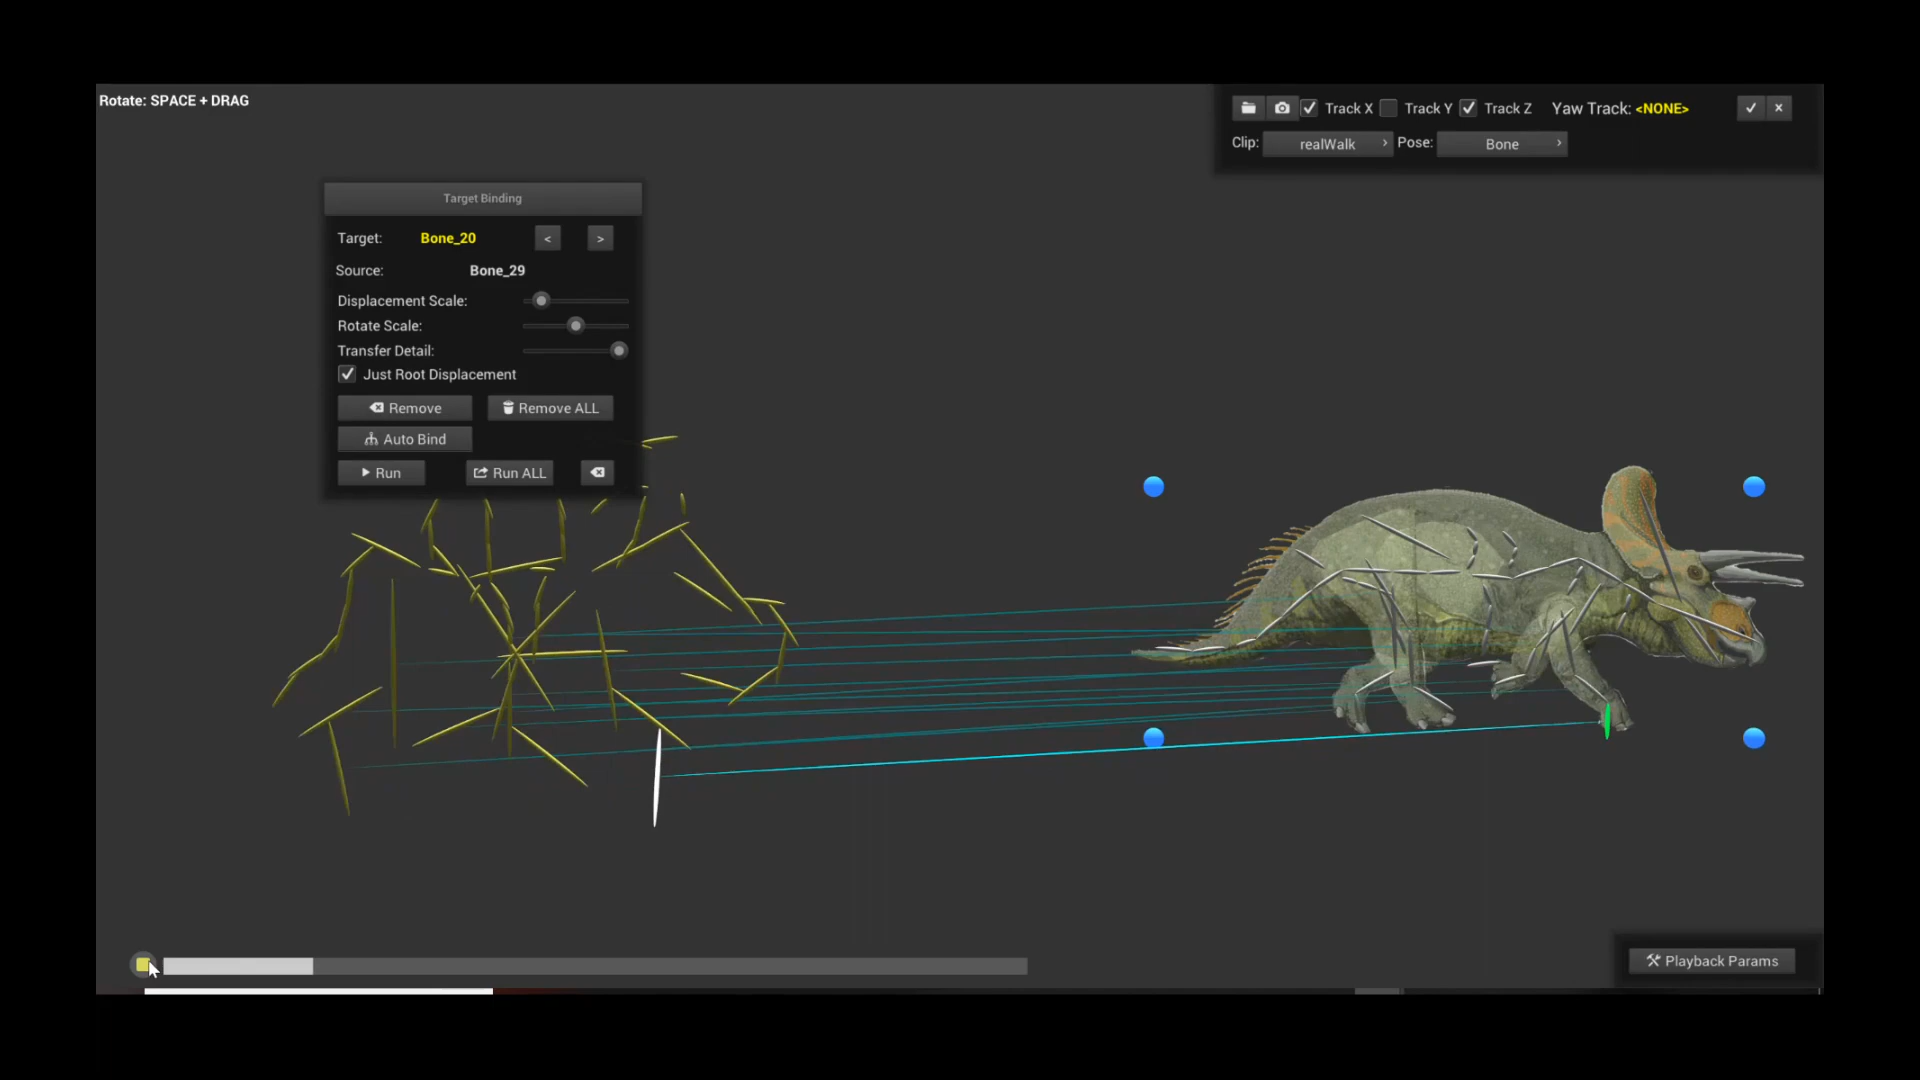 Rotate: SPACE + DRAG
Track X Track Y Track Z Yaw Track: <NONE>
Clip: realWalk > Pose: Bone >
Target Binding
Target: Bone_20 < >
Source: Bone_29
Displacement Scale:
Rotate Scale:
Transfer Detail:
Just Root Displacement
Remove Remove ALL
Auto Bind
Run Run ALL
Playback Params